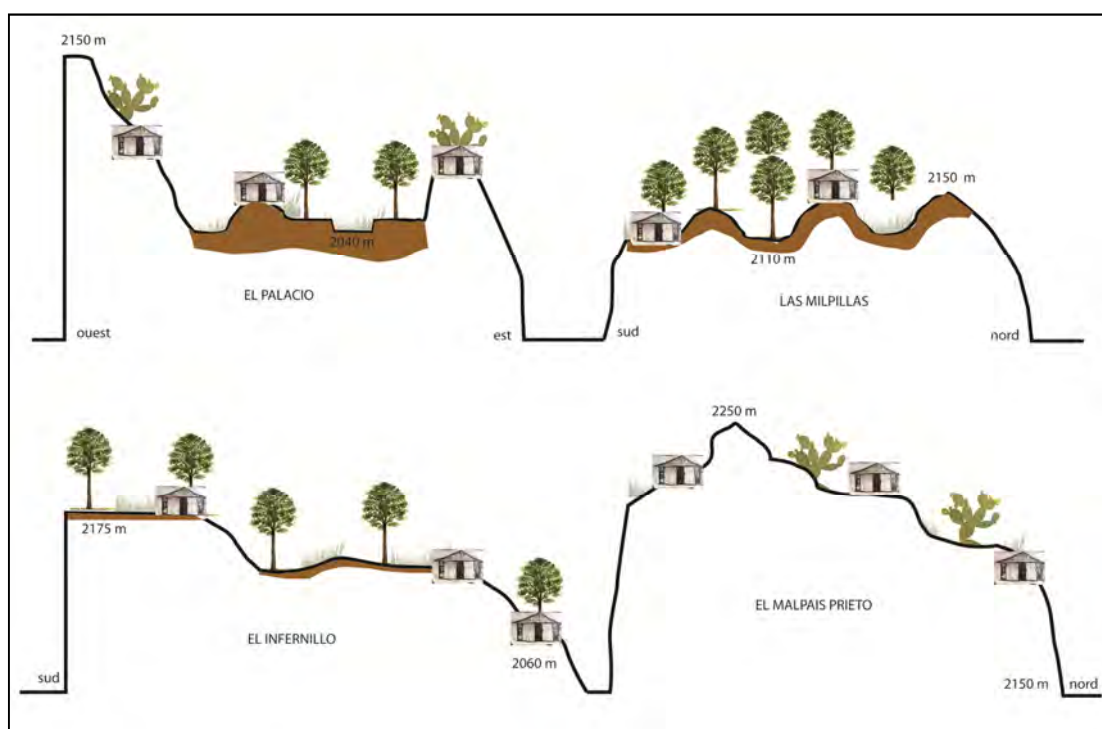 2150 m
2150 m
2040 m
2110 m
EL PALACIO
LAS MILPILLAS
ouest
est
sud
nord
2250 m
2175 m
EL MALPAIS PRIETO
EL INFERNILLO
2060 m
sud
2150 m
nord